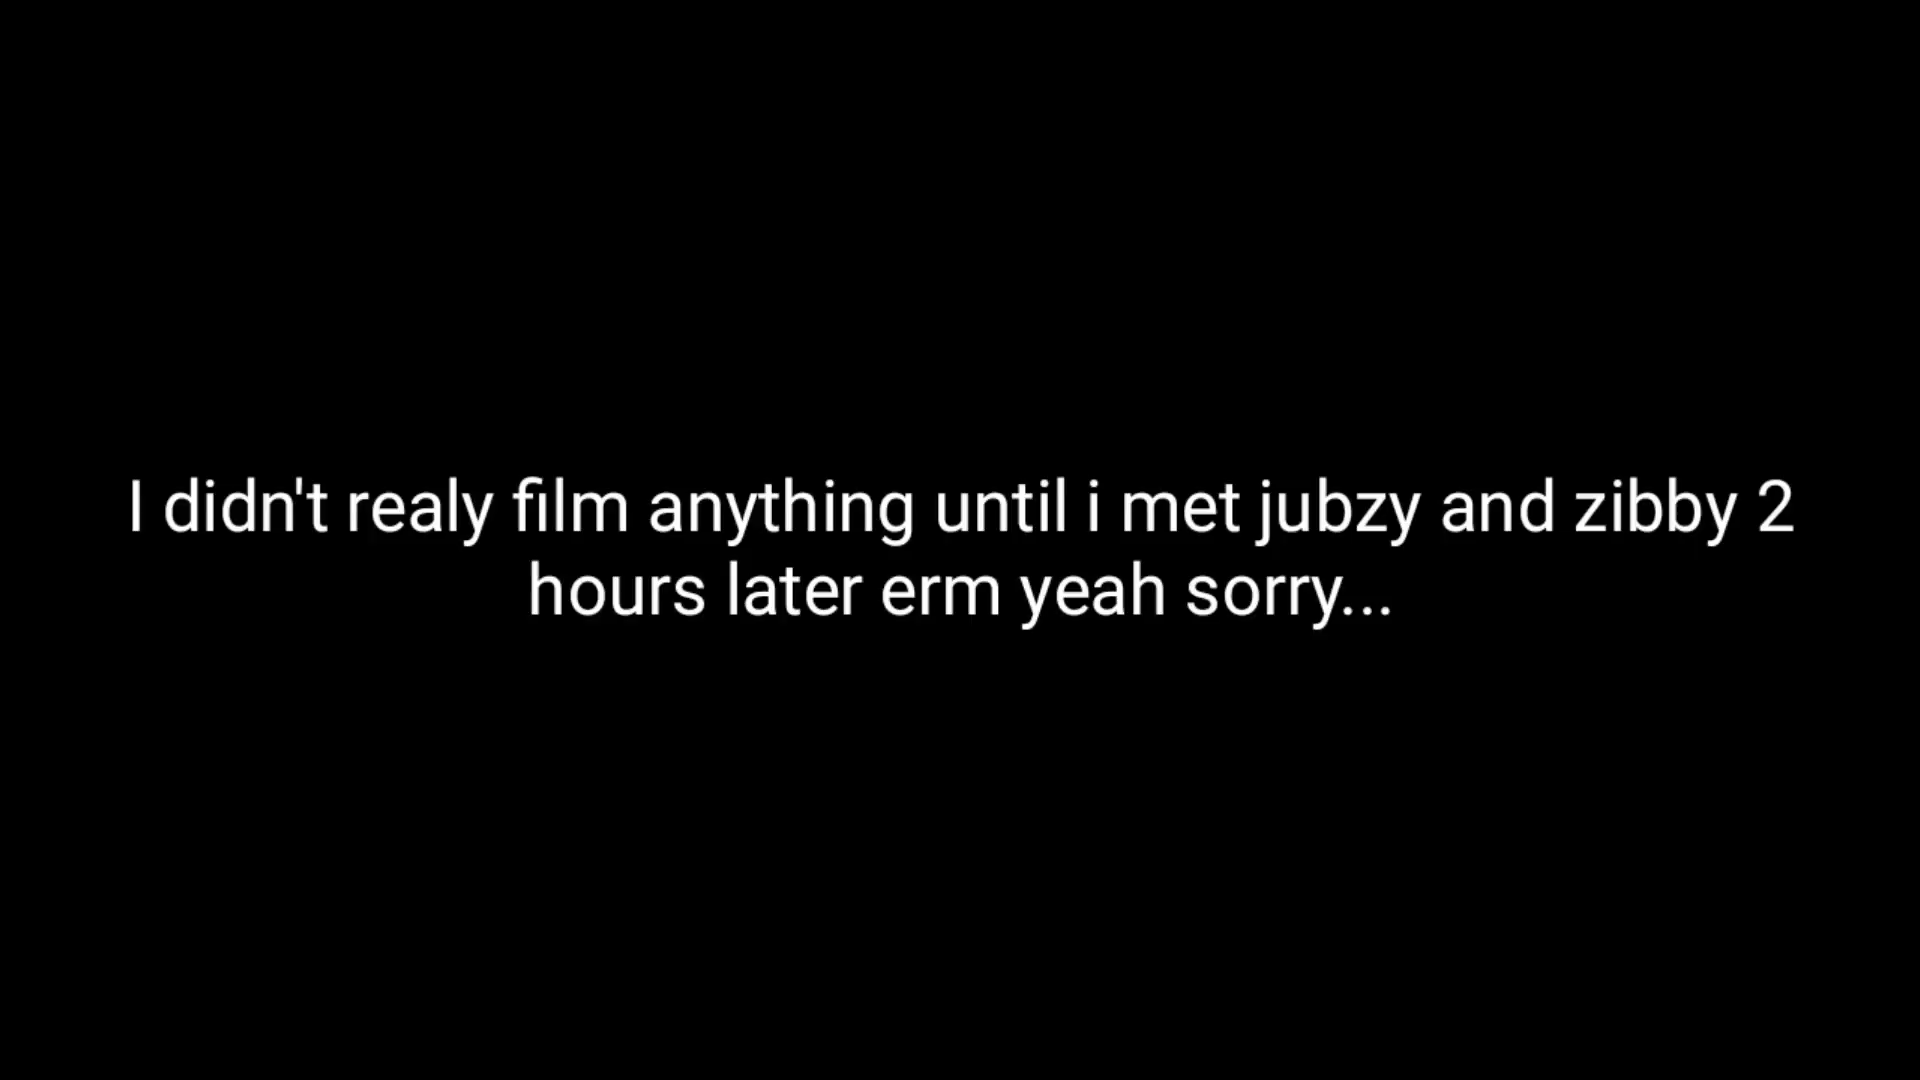 I didn't realy film anything until i met jubzy and zibby 2
hours later erm yeah sorry...